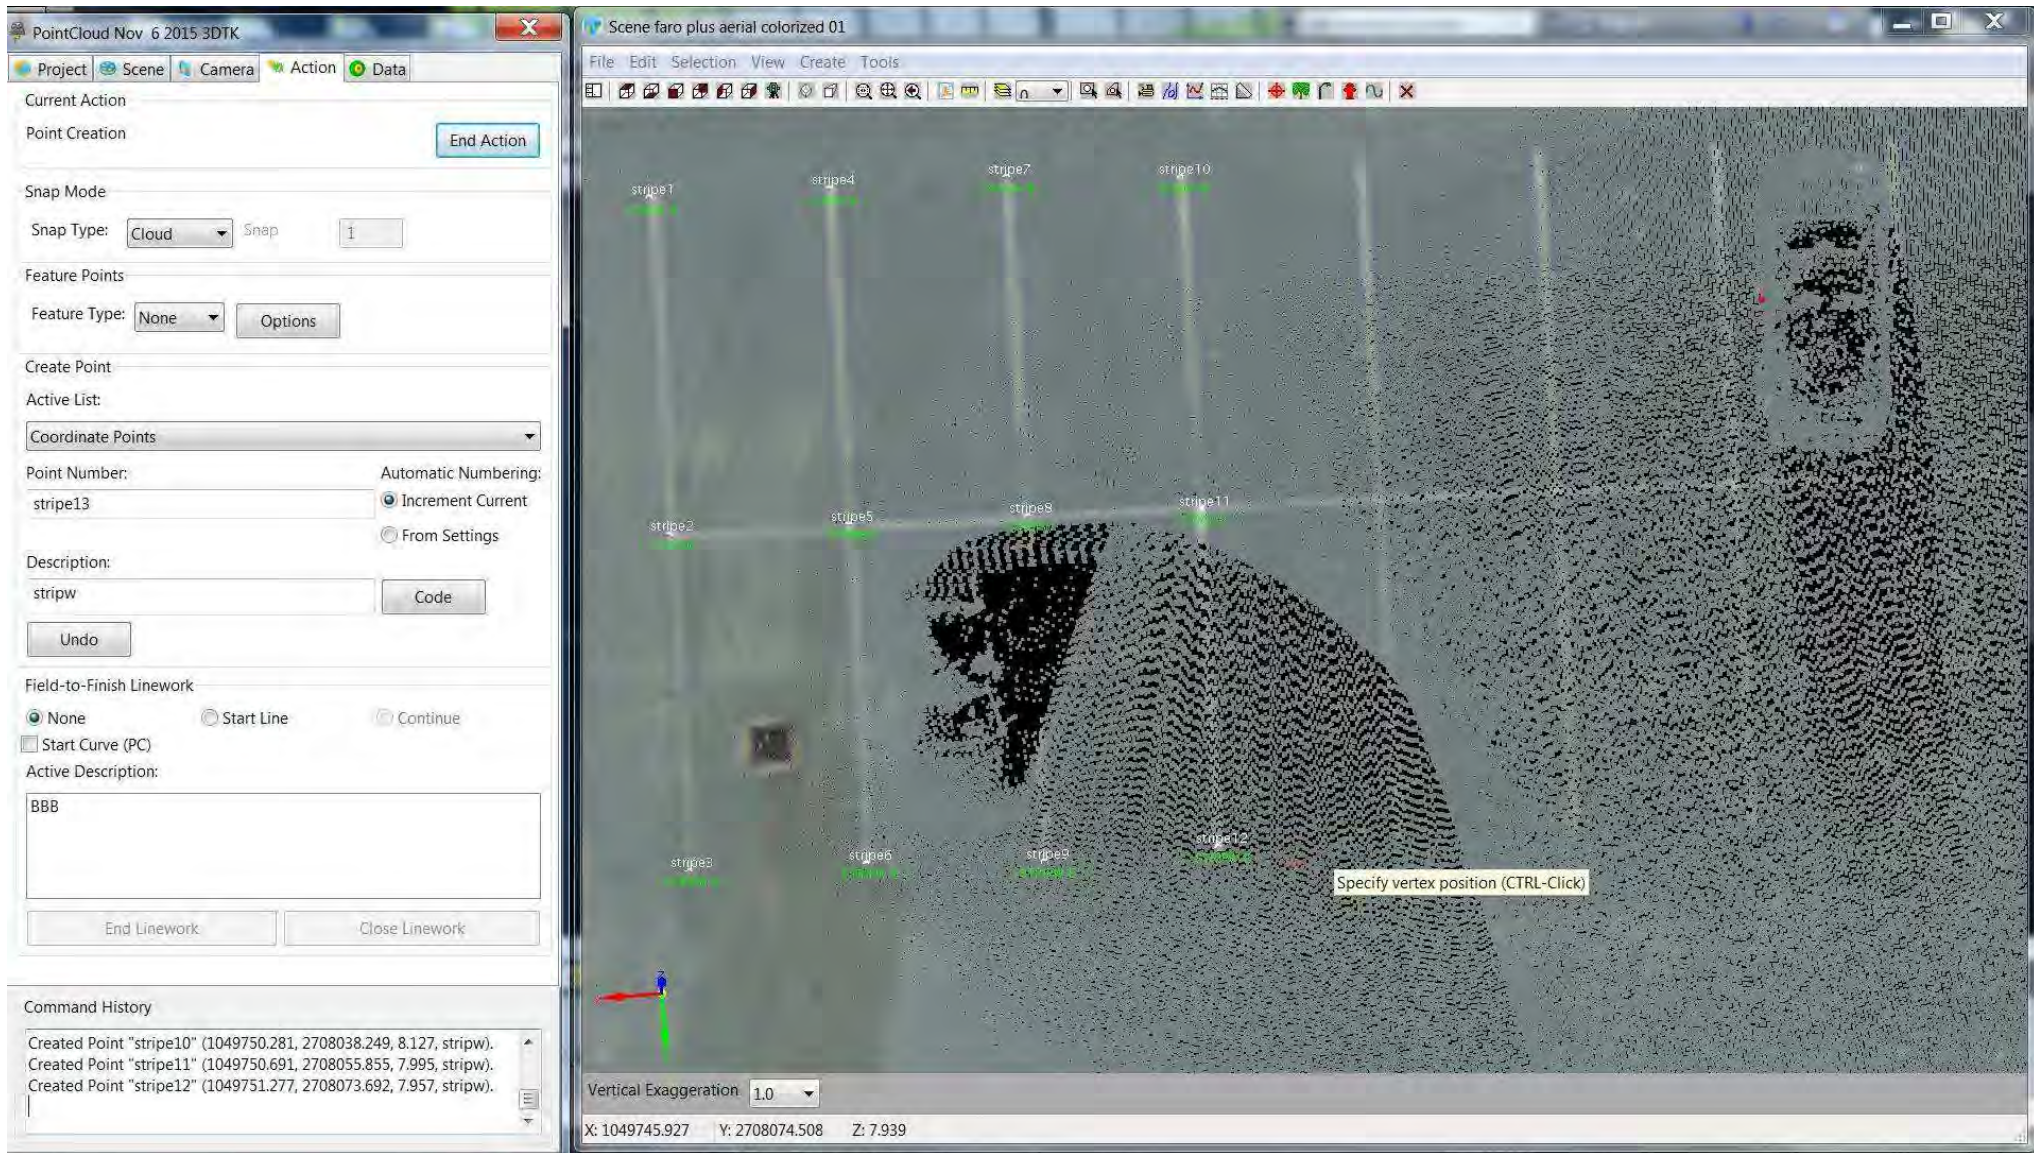 PointCloud Nov 6 2015 3DTK
Project Scene Camera Action Data
Current Action
Point Creation
End Action
Snap Mode
Snap Type: Cloud Snap 1
Feature Points
Feature Type: None Options
Create Point
Active List:
Coordinate Points
Point Number: Automatic Numbering:
stripe13 Increment Current
From Settings
Description:
stripw Code
Undo
Field-to-Finish Linework
None Start Line Continue
Start Curve (PC)
Active Description:
BBB
End Linework Close Linework
Command History
Created Point "stripe10" (1049750.281, 2708038.249, 8.127, stripw).
Created Point "stripe11" (1049750.691, 2708055.855, 7.995, stripw).
Created Point "stripe12" (1049751.277, 2708073.692, 7.957, stripw).
Scene faro plus aerial colorized 01
File Edit Selection View Create Tools
n
stripe1 stripe4 stripe7 stripe10
stripe2 stripe5 stripe8 stripe11
stripe3 stripe6 stripe9 stripe12
Specify vertex position (CTRL-Click)
Z
Vertical Exaggeration 1.0
X: 1049745.927 Y: 2708074.508 Z: 7.939